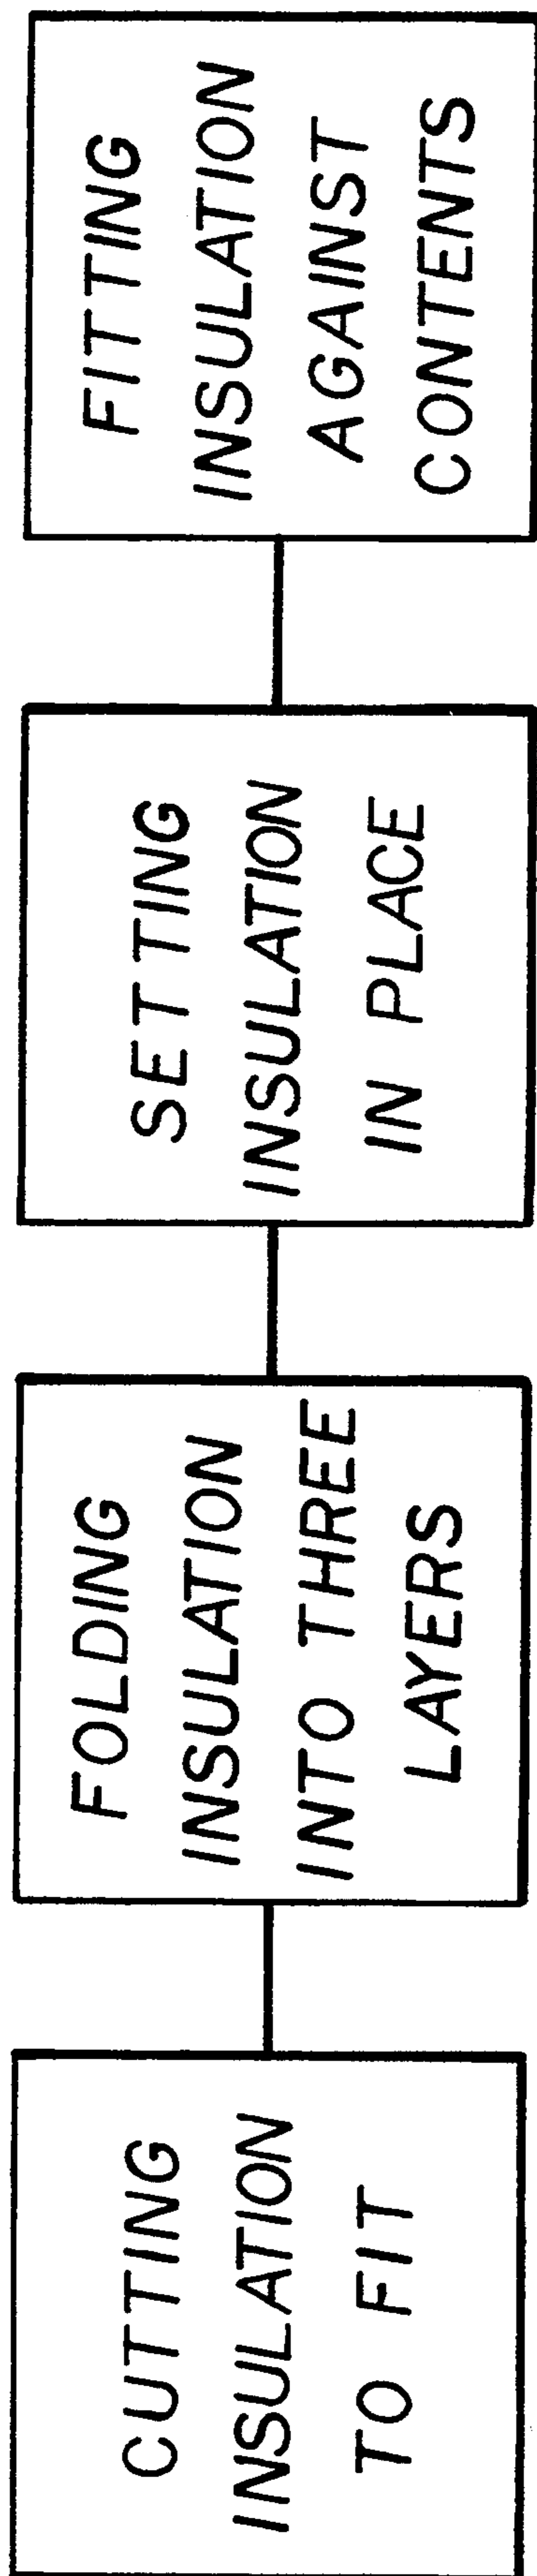 CUTTING
INSULATION
TO FIT
FOLDING
INSULATION
INTO THREE
LAYERS
SETTING
INSULATION
IN PLACE
FITTING
INSULATION
AGAINST
CONTENTS